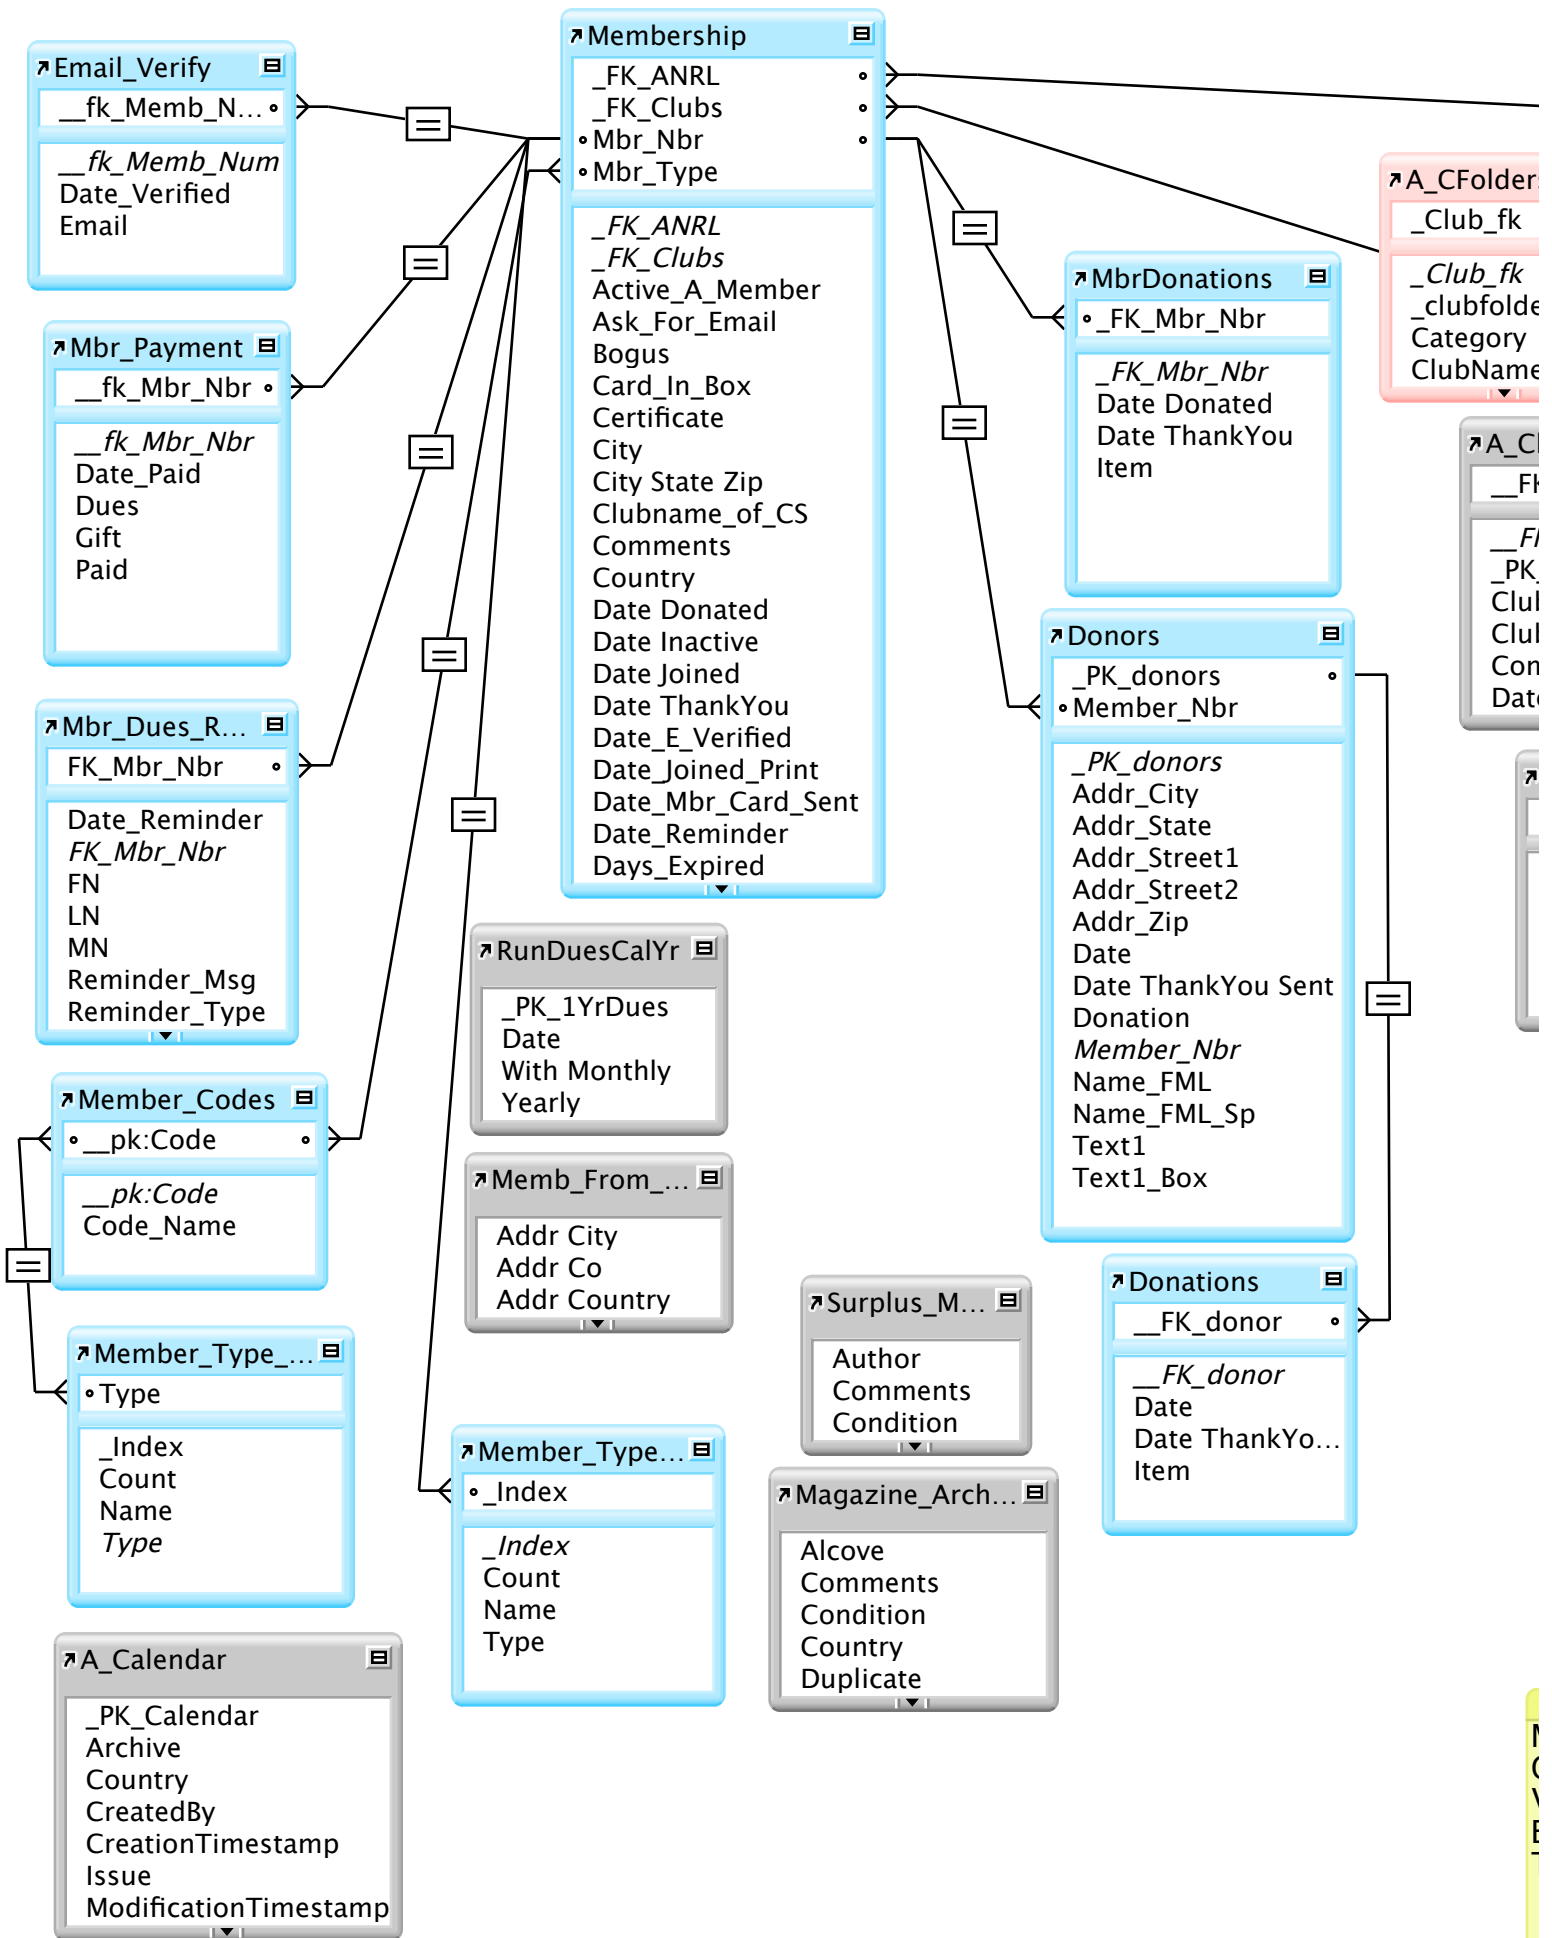 Email_Verify
__fk_Memb_N...
__fk_Memb_Num
Date_Verified
Email
Mbr_Payment
__fk_Mbr_Nbr
__fk_Mbr_Nbr
Date_Paid
Dues
Gift
Paid
Mbr_Dues_R...
FK_Mbr_Nbr
Date_Reminder
FK_Mbr_Nbr
FN
LN
MN
Reminder_Msg
Reminder_Type
Member_Codes
__pk:Code
__pk:Code
Code_Name
Member_Type_...
Type
_Index
Count
Name
Type
A_Calendar
_PK_Calendar
Archive
Country
CreatedBy
CreationTimestamp
Issue
ModificationTimestamp
Membership
_FK_ANRL
_FK_Clubs
Mbr_Nbr
Mbr_Type
_FK_ANRL
_FK_Clubs
Active_A_Member
Ask_For_Email
Bogus
Card_In_Box
Certificate
City
City State Zip
Clubname_of_CS
Comments
Country
Date Donated
Date Inactive
Date Joined
Date ThankYou
Date_E_Verified
Date_Joined_Print
Date_Mbr_Card_Sent
Date_Reminder
Days_Expired
RunDuesCalYr
_PK_1YrDues
Date
With Monthly
Yearly
Memb_From_...
Addr City
Addr Co
Addr Country
Member_Type...
_Index
_Index
Count
Name
Type
Surplus_M...
Author
Comments
Condition
Magazine_Arch...
Alcove
Comments
Condition
Country
Duplicate
MbrDonations
_FK_Mbr_Nbr
_FK_Mbr_Nbr
Date Donated
Date ThankYou
Item
Donors
_PK_donors
Member_Nbr
_PK_donors
Addr_City
Addr_State
Addr_Street1
Addr_Street2
Addr_Zip
Date
Date ThankYou Sent
Donation
Member_Nbr
Name_FML
Name_FML_Sp
Text1
Text1_Box
Donations
__FK_donor
__FK_donor
Date
Date ThankYo...
Item
A_CFolder
_Club_fk
_Club_fk
_clubfolde
Category
ClubName